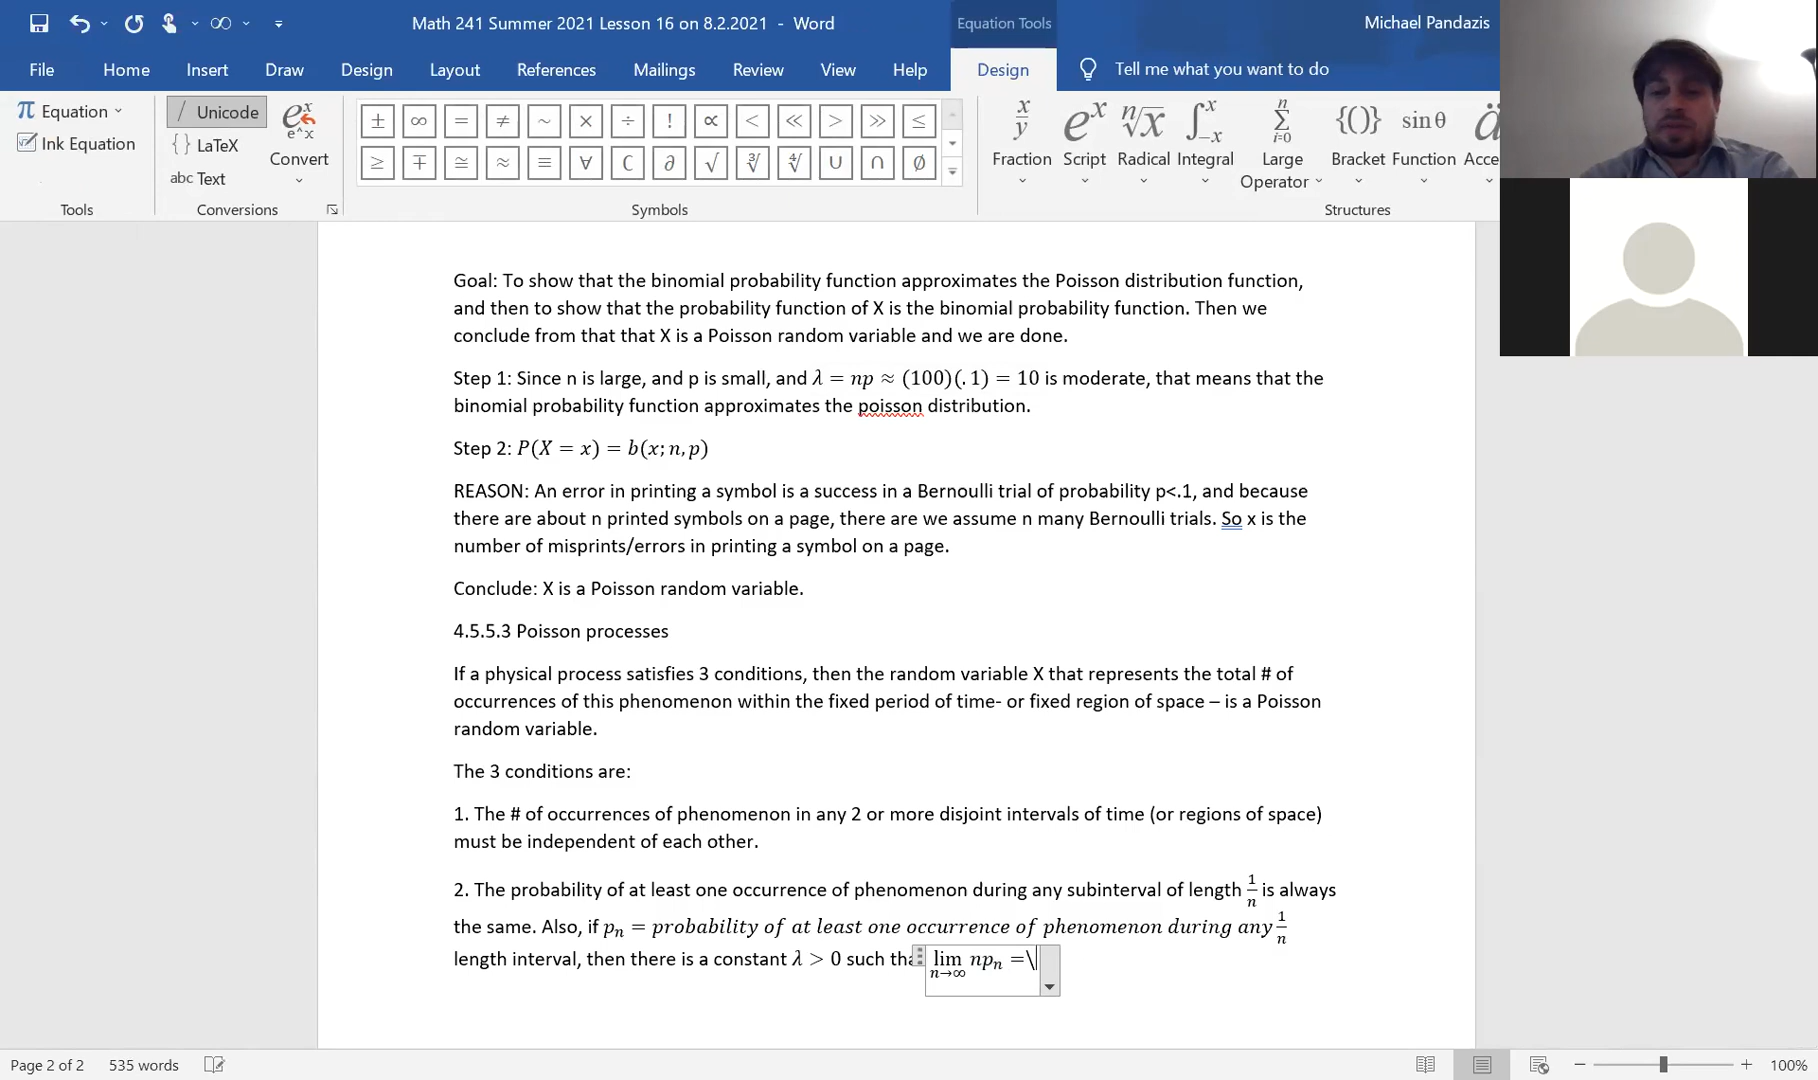 Math 241 Summer 2021 Lesson 16 on 8.2.2021 - Word
Equation Tools
Michael Pandazis
File Home Insert Draw Design Layout References Mailings Review View Help Design Tell me what you want to do
π Equation
Ink Equation
Tools
/ Unicode
{} LaTeX
abc Text
eˣ
e^x
Convert
Conversions
± ∞ = ≠ ~ × ÷ ! ∝ < ≪ > ≫ ≤
≥ ∓ ≅ ≈ ≡ ∀ ∁ ∂ √ ∛ ∜ ∪ ∩ ∅
Symbols
x/y eˣ ⁿ√x ∫₋ₓˣ Σ n i=0 {()} sin θ ä
Fraction Script Radical Integral Large Operator Bracket Function Acce
Structures
Goal: To show that the binomial probability function approximates the Poisson distribution function,
and then to show that the probability function of X is the binomial probability function. Then we
conclude from that that X is a Poisson random variable and we are done.
Step 1: Since n is large, and p is small, and λ = np ≈ (100)(. 1) = 10 is moderate, that means that the
binomial probability function approximates the poisson distribution.
Step 2: P(X = x) = b(x; n, p)
REASON: An error in printing a symbol is a success in a Bernoulli trial of probability p<.1, and because
there are about n printed symbols on a page, there are we assume n many Bernoulli trials. So x is the
number of misprints/errors in printing a symbol on a page.
Conclude: X is a Poisson random variable.
4.5.5.3 Poisson processes
If a physical process satisfies 3 conditions, then the random variable X that represents the total # of
occurrences of this phenomenon within the fixed period of time- or fixed region of space – is a Poisson
random variable.
The 3 conditions are:
1. The # of occurrences of phenomenon in any 2 or more disjoint intervals of time (or regions of space)
must be independent of each other.
2. The probability of at least one occurrence of phenomenon during any subinterval of length 1/n is always
the same. Also, if pₙ = probability of at least one occurrence of phenomenon during any 1/n
length interval, then there is a constant λ > 0 such tha lim n→∞ npₙ =\
Page 2 of 2 535 words
100%